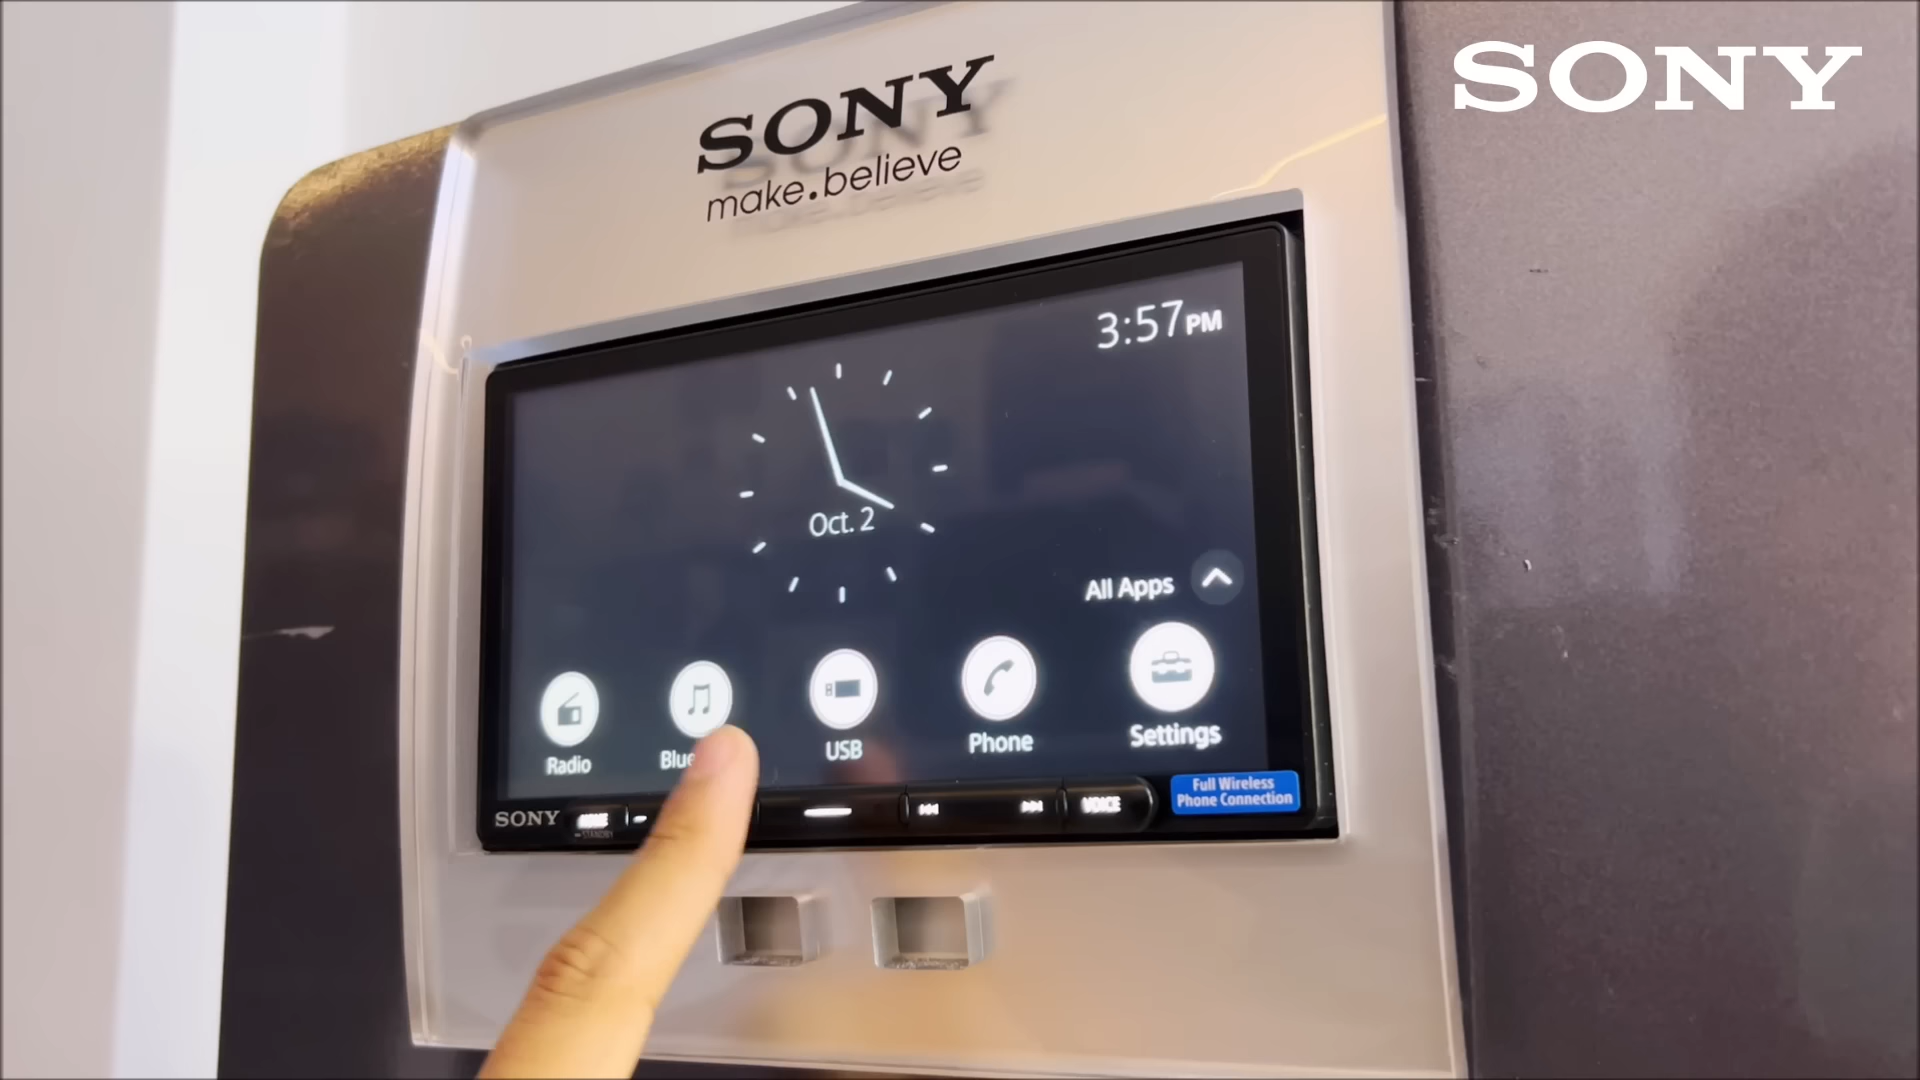 SONY
SONY
make.believe
3:57PM
Oct. 2
All Apps
Radio
Blue
USB
Phone
Settings
SONY
HOME
STANDBY
VOICE
Full Wireless
Phone Connection